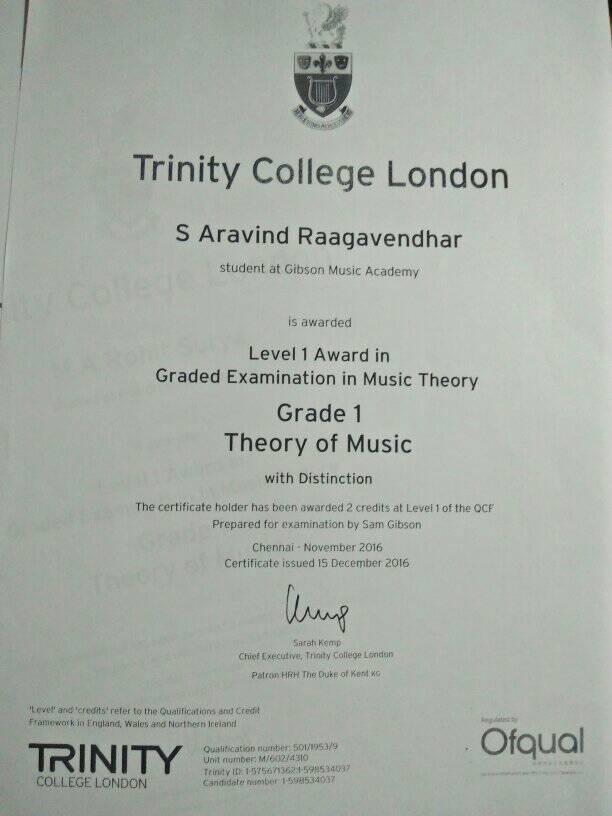 Trinity College London
S Aravind Raagavendhar
student at Gibson Music Academy
is awarded
Level 1 Award in
Graded Examination in Music Theory
Grade 1
Theory of Music
with Distinction
The certificate holder has been awarded 2 credits at Level 1 of the QCF
Prepared for examination by Sam Gibson
Chennai - November 2016
Certificate issued 15 December 2016
Sarah Kemp
Chief Executive, Trinity College London
Patron HRH The Duke of Kent KG
'Level' and 'credits' refer to the Qualifications and Credit
Framework in England, Wales and Northern Ireland
TRINITY
COLLEGE LONDON
Qualification number: 501/1953/9
Unit number: M/602/4310
Trinity ID: 1-575671362:1-598534037
Candidate number: 1-598534037
Regulated by
Ofqual